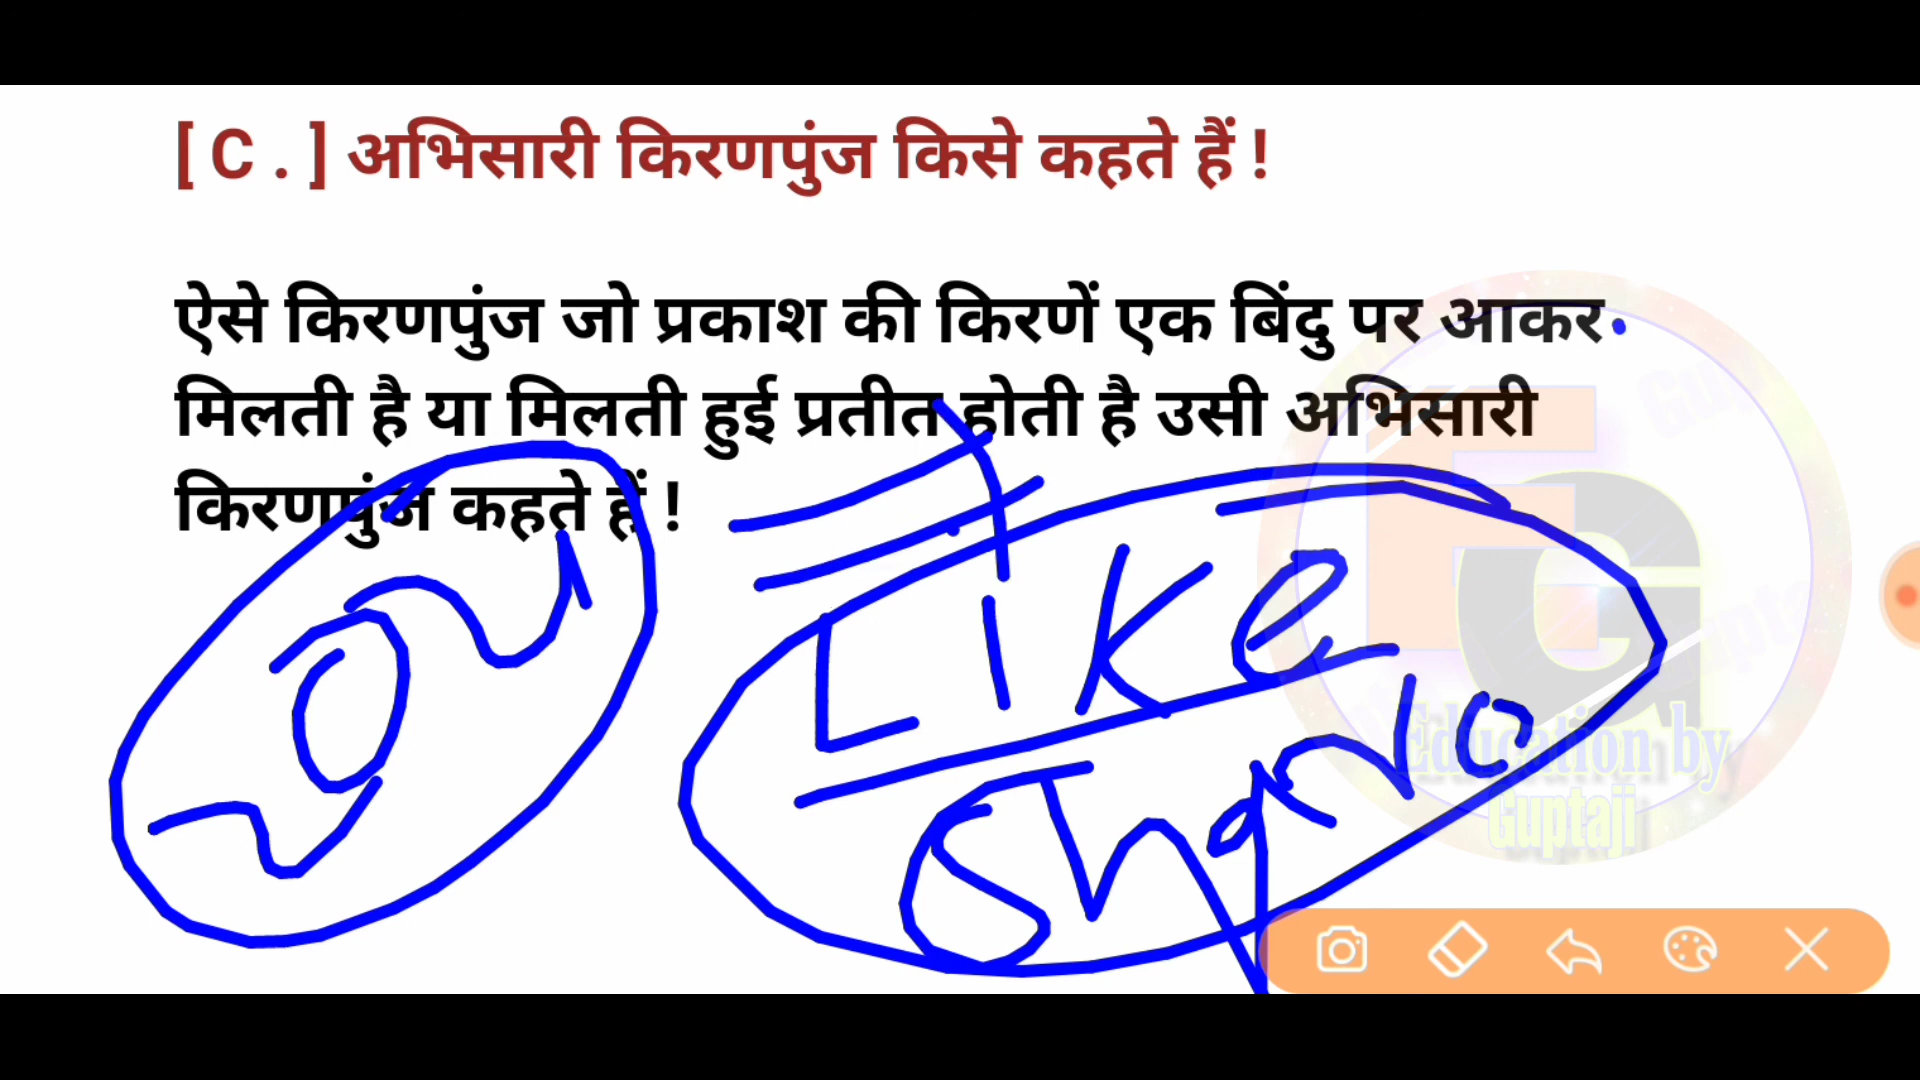 [ C . ] अभिसारी किरणपुंज किसे कहते हैं !
ऐसे किरणपुंज जो प्रकाश की किरणें एक बिंदु पर आकर
मिलती है या मिलती हुई प्रतीत होती है उसी अभिसारी
किरणपुंज कहते हैं !
Like
Education by
Guptaji